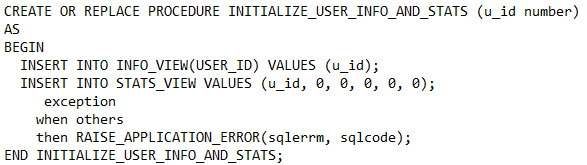 CREATE OR REPLACE PROCEDURE INITIALIZE_USER_INFO_AND_STATS (u_id number)
AS
BEGIN
  INSERT INTO INFO_VIEW(USER_ID) VALUES (u_id);
  INSERT INTO STATS_VIEW VALUES (u_id, 0, 0, 0, 0, 0);
     exception
    when others
    then RAISE_APPLICATION_ERROR(sqlerrm, sqlcode);
END INITIALIZE_USER_INFO_AND_STATS;